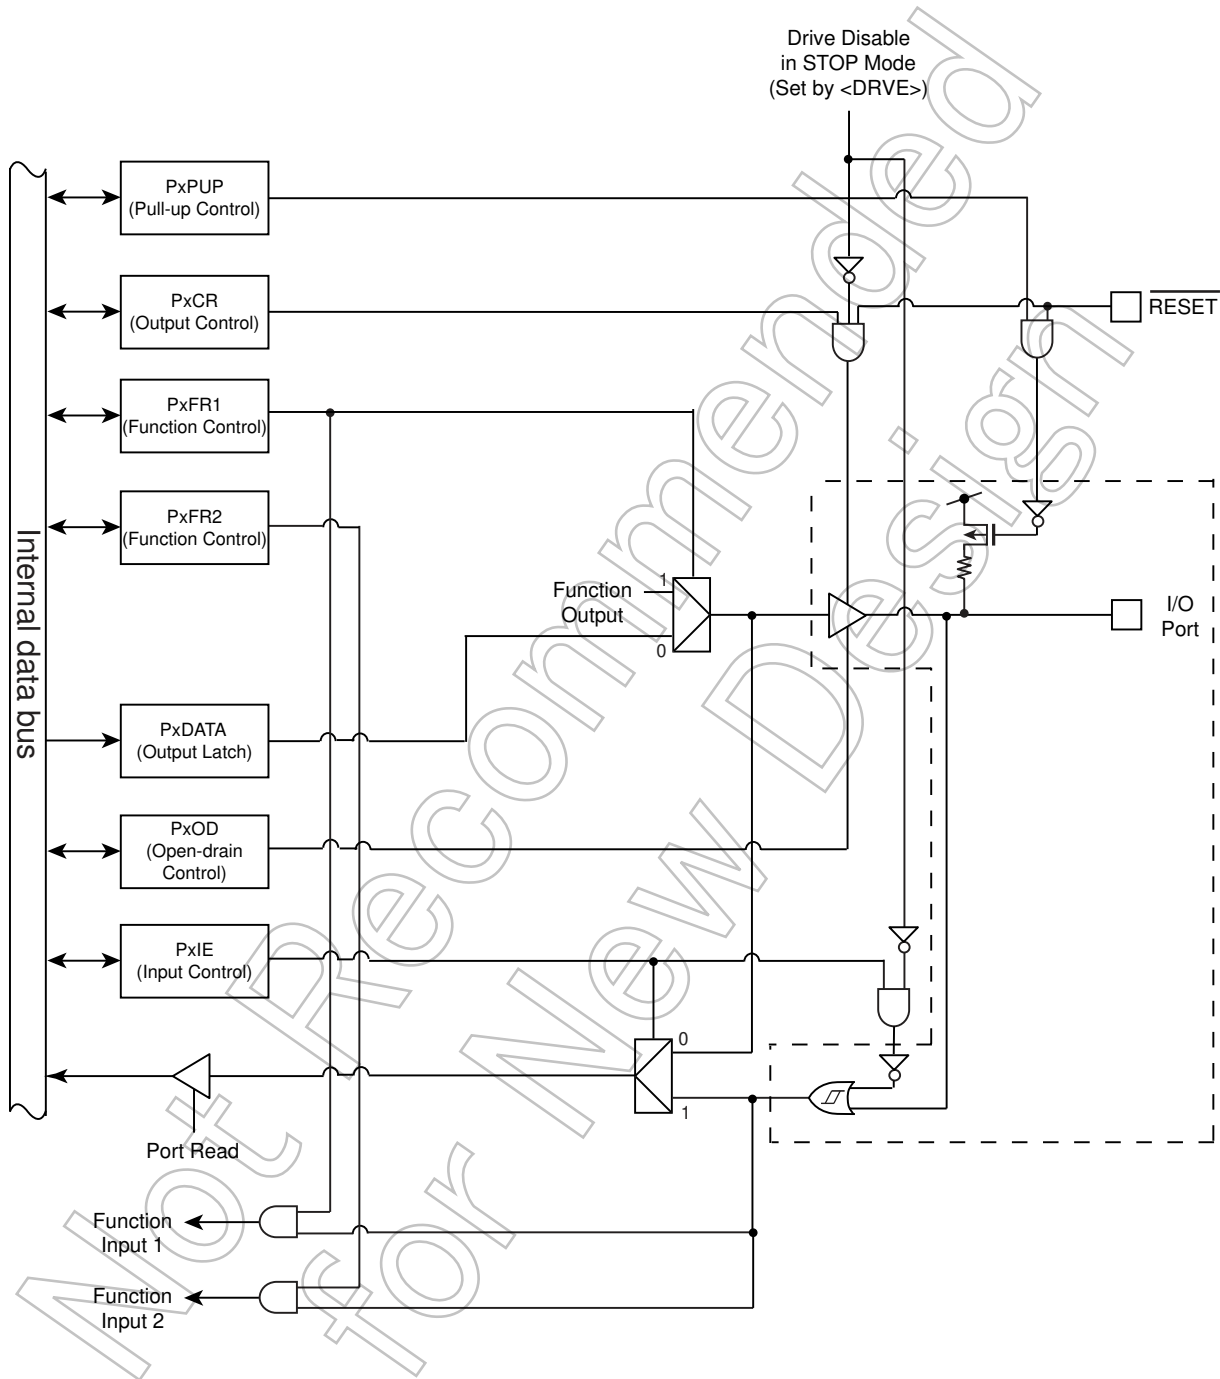 Drive Disable
in STOP Mode
(Set by <DRVE>)
PxPUP
(Pull-up Control)
PxCR
(Output Control)
RESET
PxFR1
(Function Control)
PxFR2
(Function Control)
Internal data bus
1
Function
Output
0
I/O
Port
PxDATA
(Output Latch)
PxOD
(Open-drain
Control)
PxIE
(Input Control)
0
1
Port Read
Function
Input 1
Function
Input 2
Not Recommended
for New Design